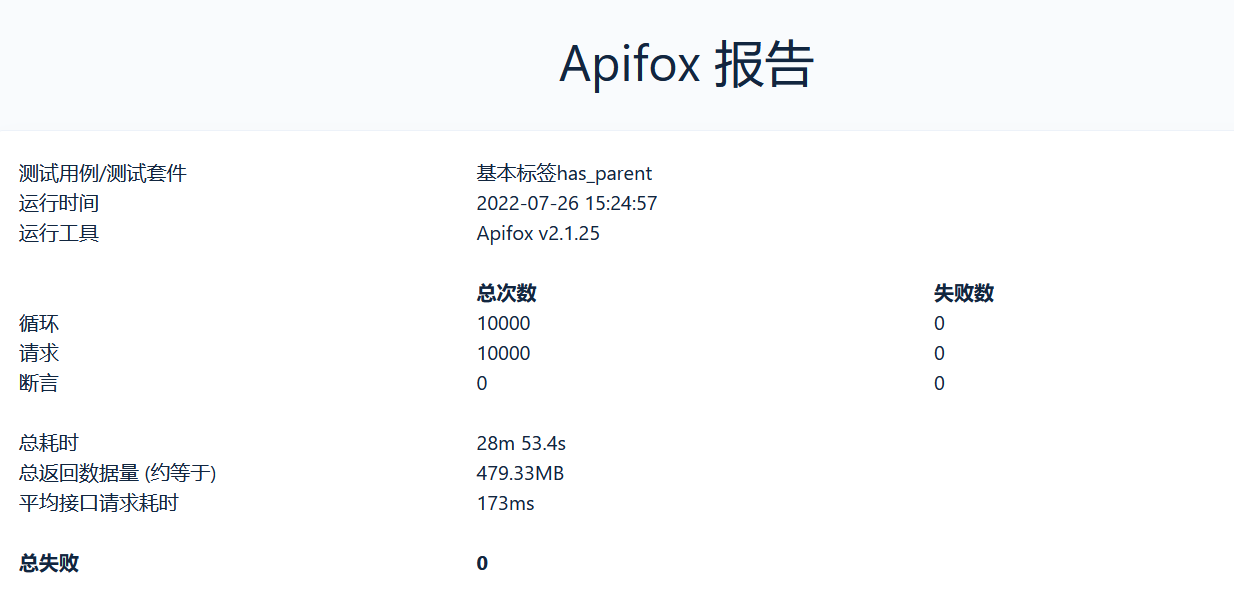 Apifox 报告
测试用例/测试套件 基本标签has_parent
运行时间 2022-07-26 15:24:57
运行工具 Apifox v2.1.25
总次数 失败数
循环 10000 0
请求 10000 0
断言 0 0
总耗时 28m 53.4s
总返回数据量 (约等于) 479.33MB
平均接口请求耗时 173ms
总失败 0